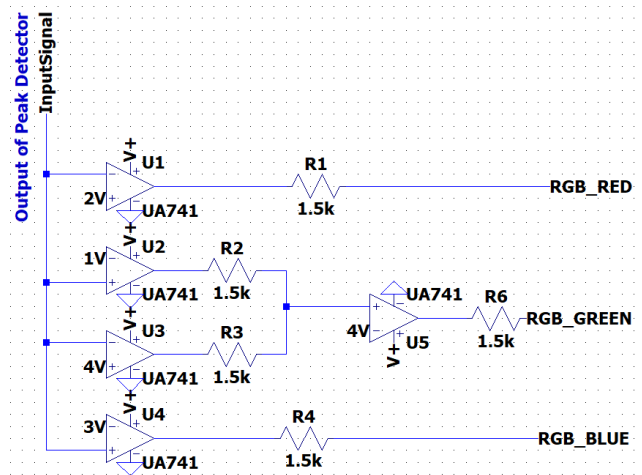 Output of Peak Detector
InputSignal
V+
U1
2V
UA741
R1
1.5k
RGB_RED
V+
U2
1V
UA741
R2
1.5k
V+
U3
4V
UA741
R3
1.5k
UA741
4V
U5
V+
R6
1.5k
RGB_GREEN
V+
U4
3V
UA741
R4
1.5k
RGB_BLUE